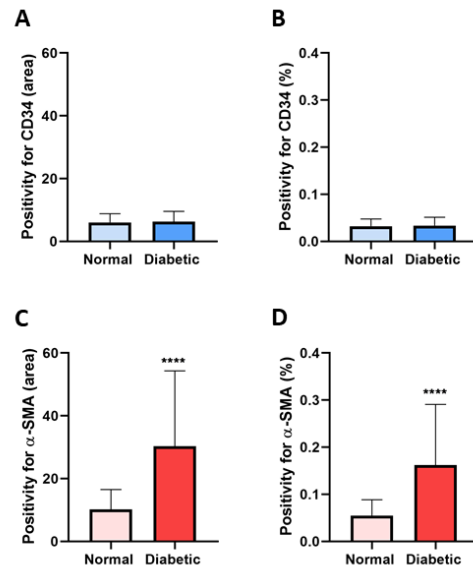 A
Positivity for CD34 (area)
60
40
20
0
Normal Diabetic
B
Positivity for CD34 (%)
0.4
0.3
0.2
0.1
0.0
Normal Diabetic
C
Positivity for α-SMA (area)
60
40
20
0
****
Normal Diabetic
D
Positivity for α-SMA (%)
0.4
0.3
0.2
0.1
0.0
****
Normal Diabetic